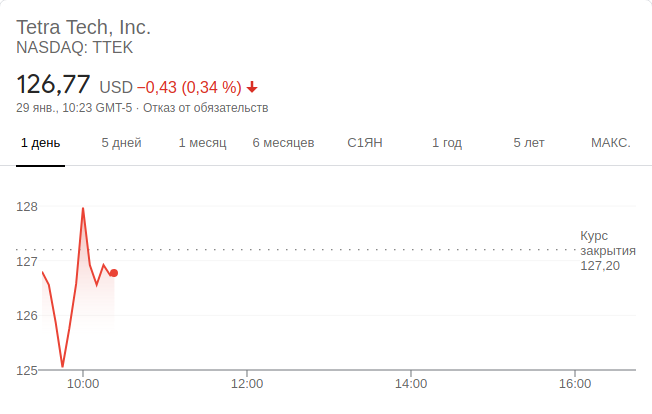 Tetra Tech, Inc.
NASDAQ: TTEK
126,77 USD −0,43 (0,34 %)
29 янв., 10:23 GMT-5 · Отказ от обязательств
1 день 5 дней 1 месяц 6 месяцев С1ЯН 1 год 5 лет МАКС.
128
Курс
закрытия
127,20
127
126
125
10:00 12:00 14:00 16:00